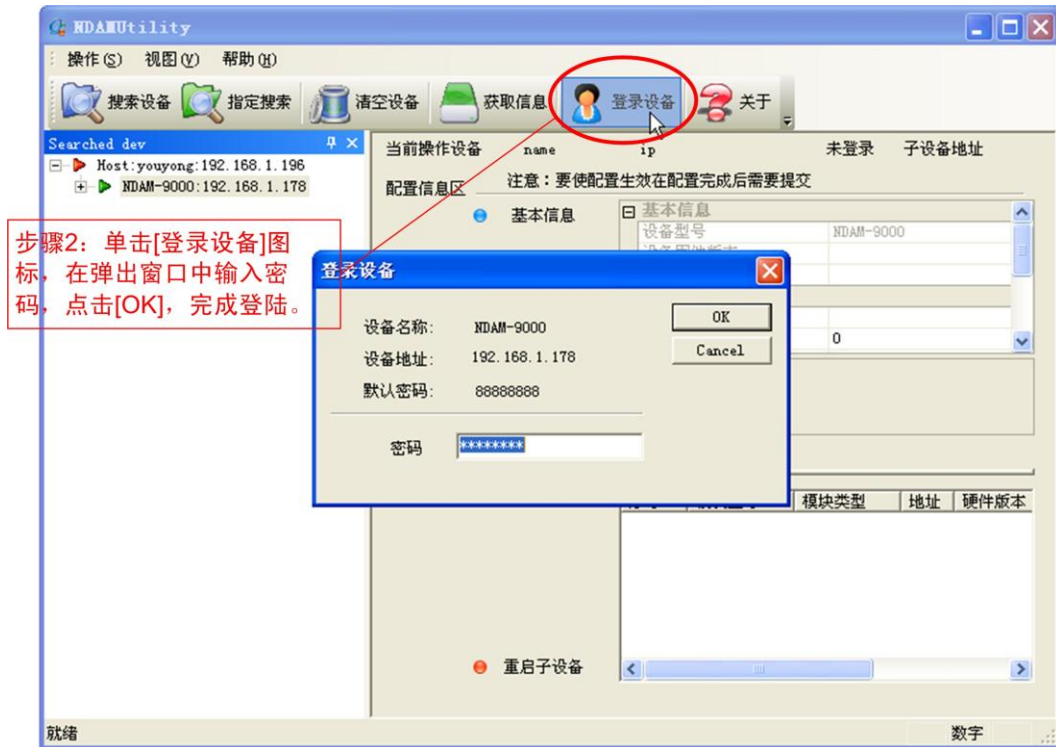 NDAMUtility
操作(S) 视图(V) 帮助(H)
搜索设备 指定搜索 清空设备 获取信息 登录设备 关于
Searched dev
Host:youyong:192.168.1.196
NDAM-9000:192.168.1.178
当前操作设备 name ip 未登录 子设备地址
配置信息区 注意：要使配置生效在配置完成后需要提交
基本信息
基本信息
设备型号 NDAM-9000
步骤2：单击[登录设备]图
标，在弹出窗口中输入密
码，点击[OK]，完成登陆。
登录设备
设备名称: NDAM-9000
OK
设备地址: 192.168.1.178
Cancel
默认密码: 88888888
密码 ********
0
模块类型 地址 硬件版本
重启子设备
就绪 数字